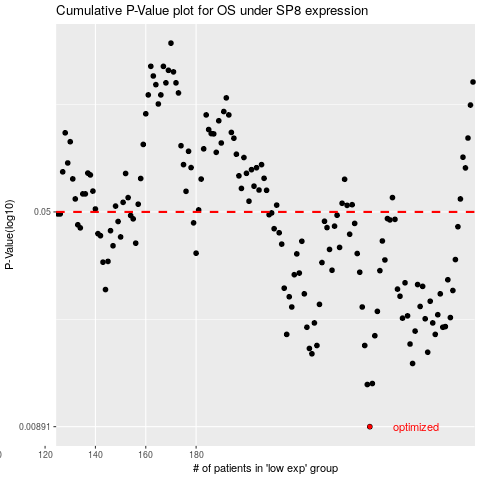 Cumulative P-Value plot for OS under SP8 expression
P-Value(log10)
0.05
0.00891
optimized
0 120 140 160 180
# of patients in 'low exp' group